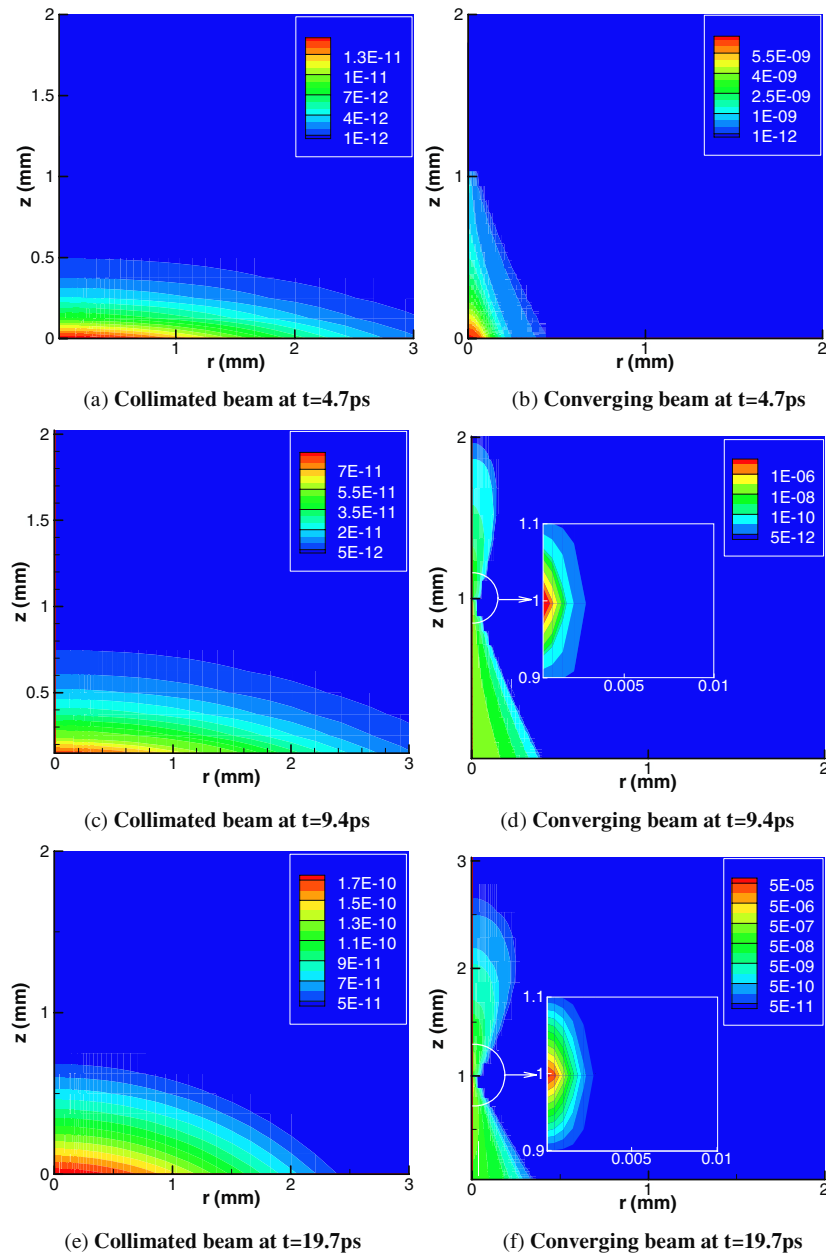 2
1.5
1
0.5
0
z (mm)
1.3E-11
1E-11
7E-12
4E-12
1E-12
1 2 3
r (mm)
(a) Collimated beam at t=4.7ps
2
1.5
1
0.5
0
z (mm)
5.5E-09
4E-09
2.5E-09
1E-09
1E-12
0 1 2
r (mm)
(b) Converging beam at t=4.7ps
2
1.5
1
0.5
z (mm)
7E-11
5.5E-11
3.5E-11
2E-11
5E-12
0 1 2 3
r (mm)
(c) Collimated beam at t=9.4ps
2
1
0
z (mm)
1E-06
1E-08
1E-10
5E-12
1.1
1
0.9
0.005 0.01
0 1 2
r (mm)
(d) Converging beam at t=9.4ps
2
1
0
z (mm)
1.7E-10
1.5E-10
1.3E-10
1.1E-10
9E-11
7E-11
5E-11
0 1 2 3
r (mm)
(e) Collimated beam at t=19.7ps
3
2
1
0
z (mm)
5E-05
5E-06
5E-07
5E-08
5E-09
5E-10
5E-11
1.1
1
0.9
0.005 0.01
0 1 2
r (mm)
(f) Converging beam at t=19.7ps